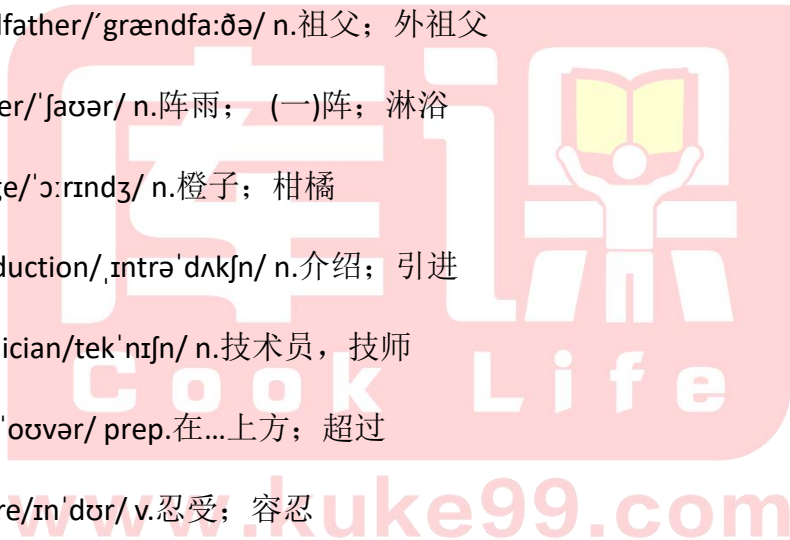 lfather/ˊgrændfa:ðə/ n.祖父；外祖父
er/ˈʃaʊər/ n.阵雨； (一)阵；淋浴
ge/ˈɔːrɪndʒ/ n.橙子；柑橘
duction/ˌɪntrəˈdʌkʃn/ n.介绍；引进
ician/tekˈnɪʃn/ n.技术员，技师
ˈoʊvər/ prep.在…上方；超过
re/ɪnˈdʊr/ v.忍受；容忍
库课
Cook Life
www.kuke99.com